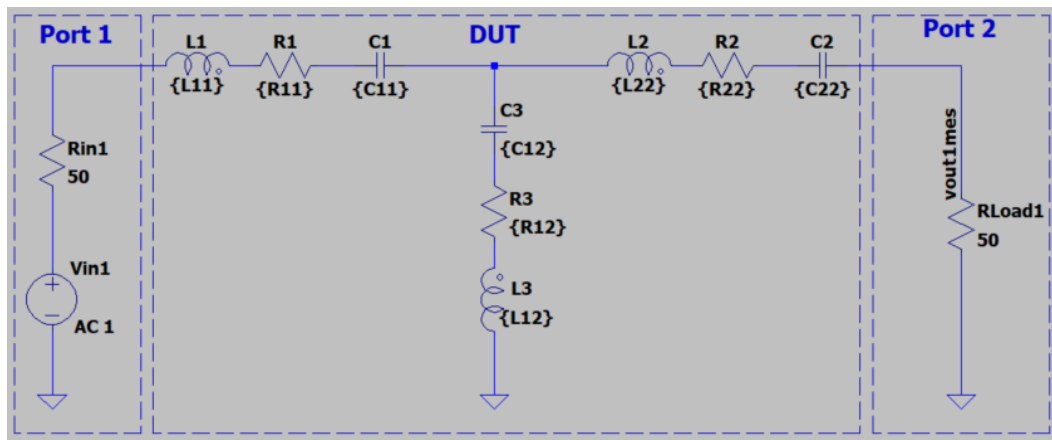 Port 1
DUT
Port 2
L1
{L11}
R1
{R11}
C1
{C11}
L2
{L22}
R2
{R22}
C2
{C22}
C3
{C12}
R3
{R12}
L3
{L12}
Rin1
50
Vin1
AC 1
vout1mes
RLoad1
50